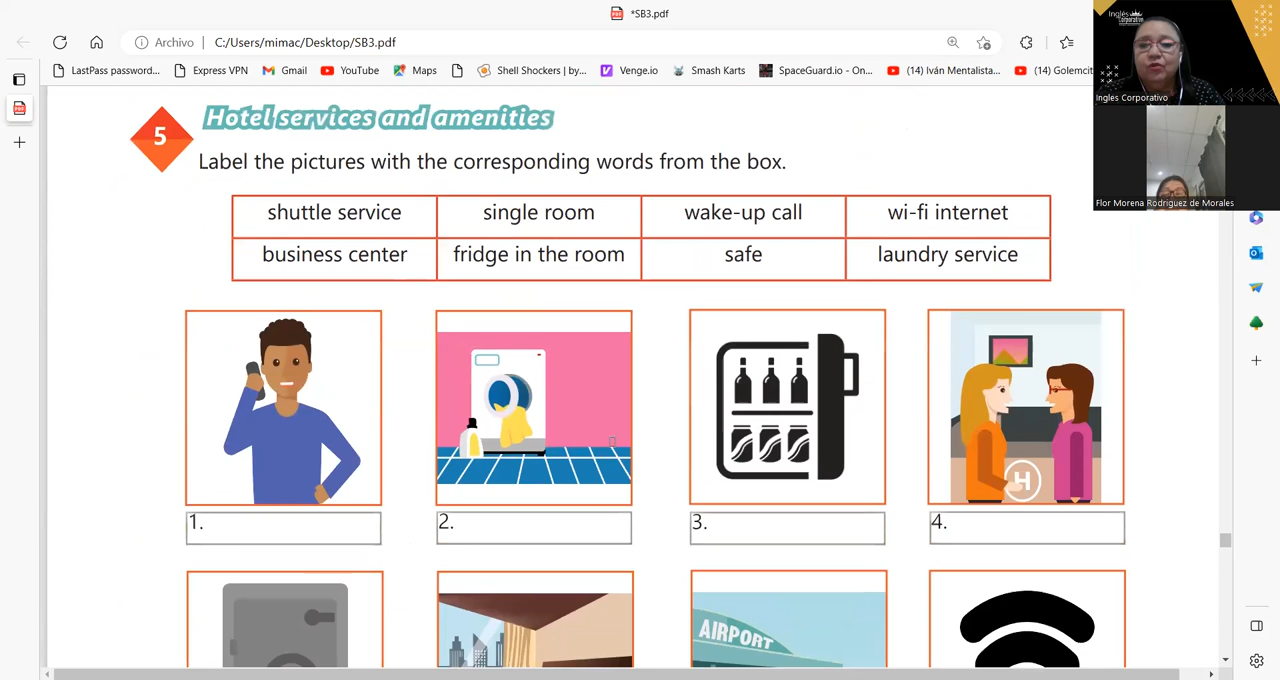 *SB3.pdf
Archivo | C:/Users/mimac/Desktop/SB3.pdf
LastPass password... Express VPN Gmail YouTube Maps Shell Shockers | by... Venge.io Smash Karts SpaceGuard.io - On... (14) Iván Mentalista... (14) Golemcit
Inglés
Corporativo
Ingles Corporativo
Flor Morena Rodriguez de Morales
5 Hotel services and amenities
Label the pictures with the corresponding words from the box.
shuttle service single room wake-up call wi-fi internet
business center fridge in the room safe laundry service
H
1. 2. 3. 4.
AIRPORT